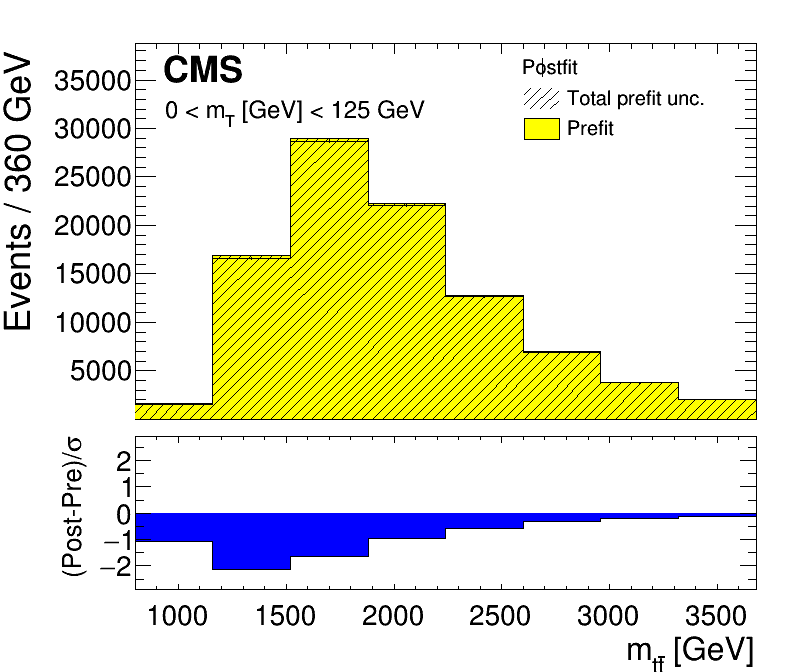 CMS
0 < m_T [GeV] < 125 GeV
Postfit
Total prefit unc.
Prefit
Events / 360 GeV
35000
30000
25000
20000
15000
10000
5000
(Post-Pre)/σ
2
1
0
−1
−2
1000 1500 2000 2500 3000 3500
m_tt̄ [GeV]